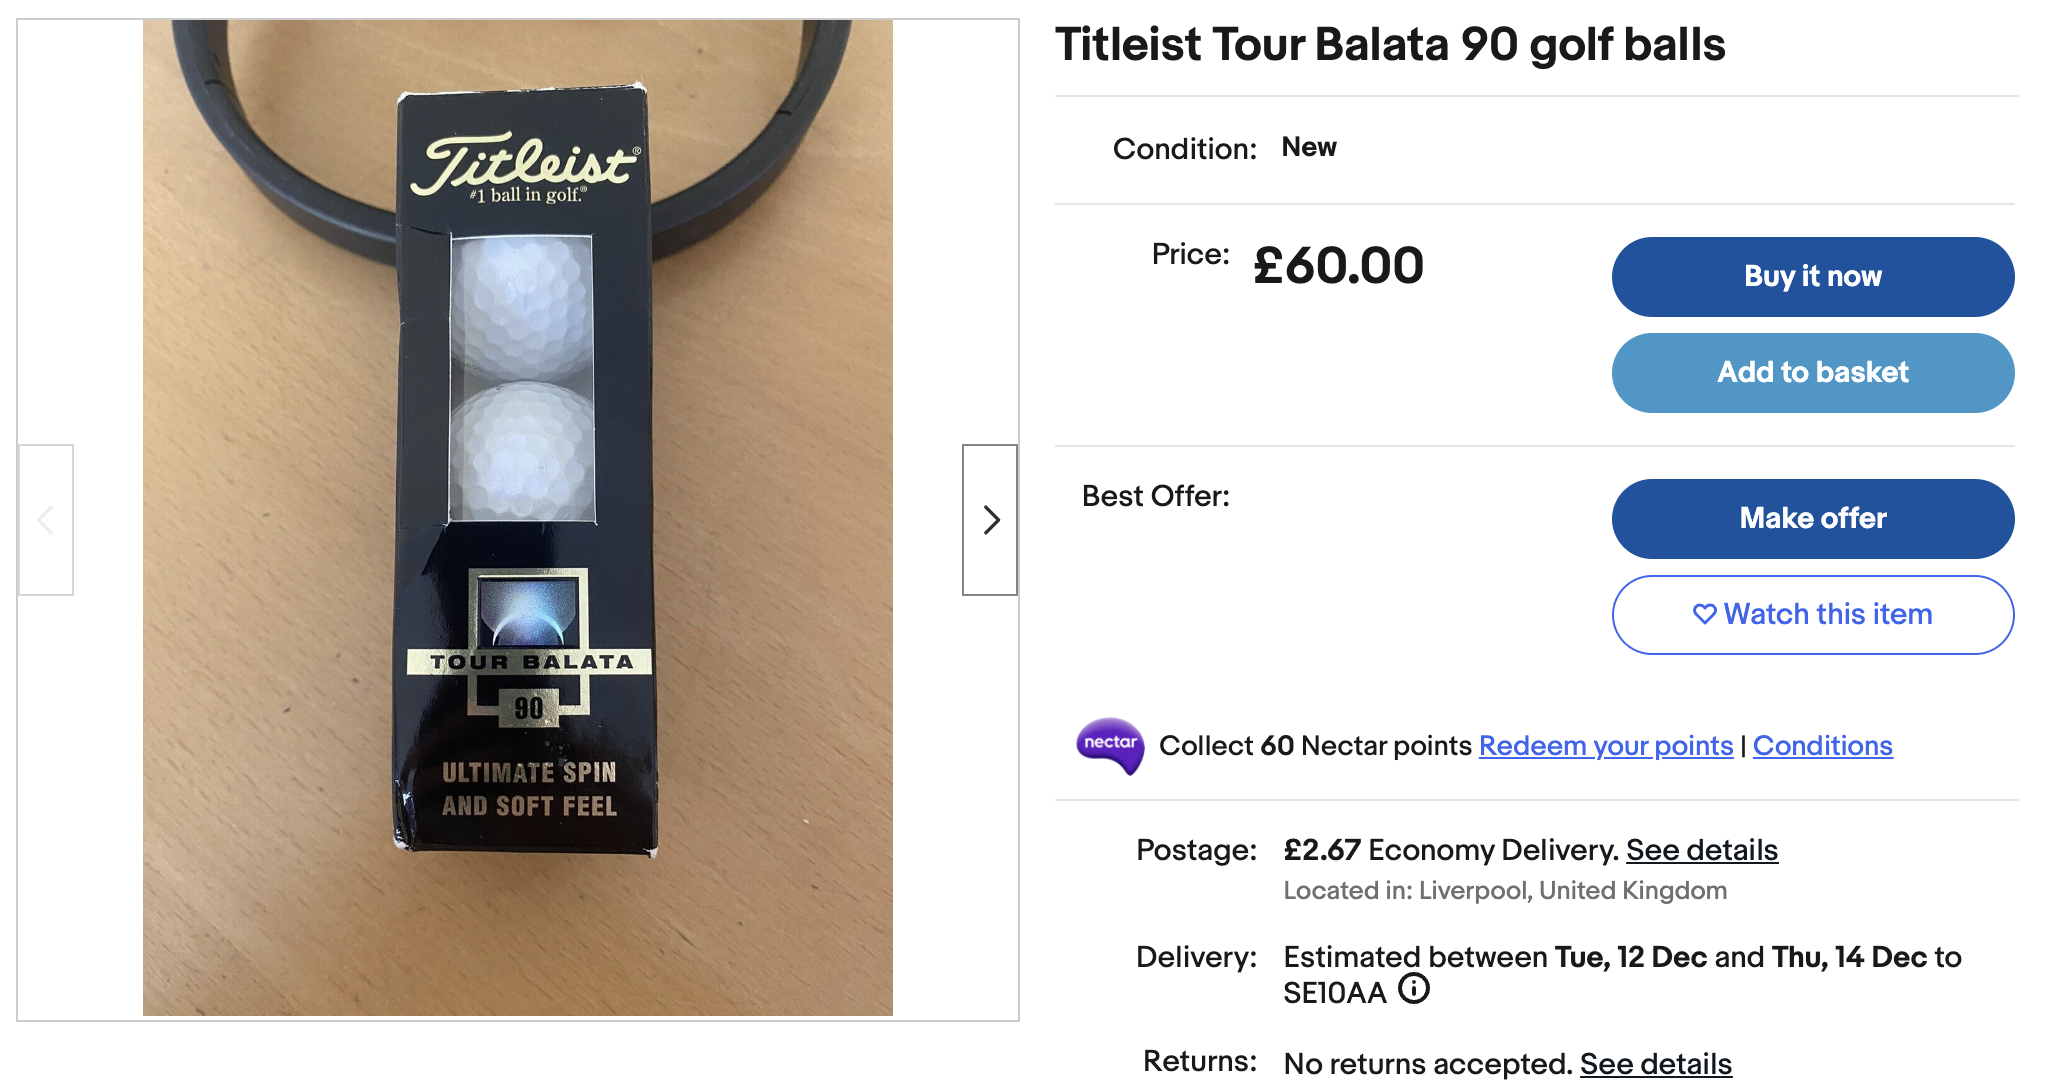 Titleist®
#1 ball in golf.®
TOUR BALATA
90
ULTIMATE SPIN
AND SOFT FEEL
Titleist Tour Balata 90 golf balls
Condition: New
Price: £60.00
Buy it now
Add to basket
Best Offer:
Make offer
Watch this item
nectar Collect 60 Nectar points Redeem your points | Conditions
Postage: £2.67 Economy Delivery. See details
Located in: Liverpool, United Kingdom
Delivery: Estimated between Tue, 12 Dec and Thu, 14 Dec to
SE10AA
Returns: No returns accepted. See details